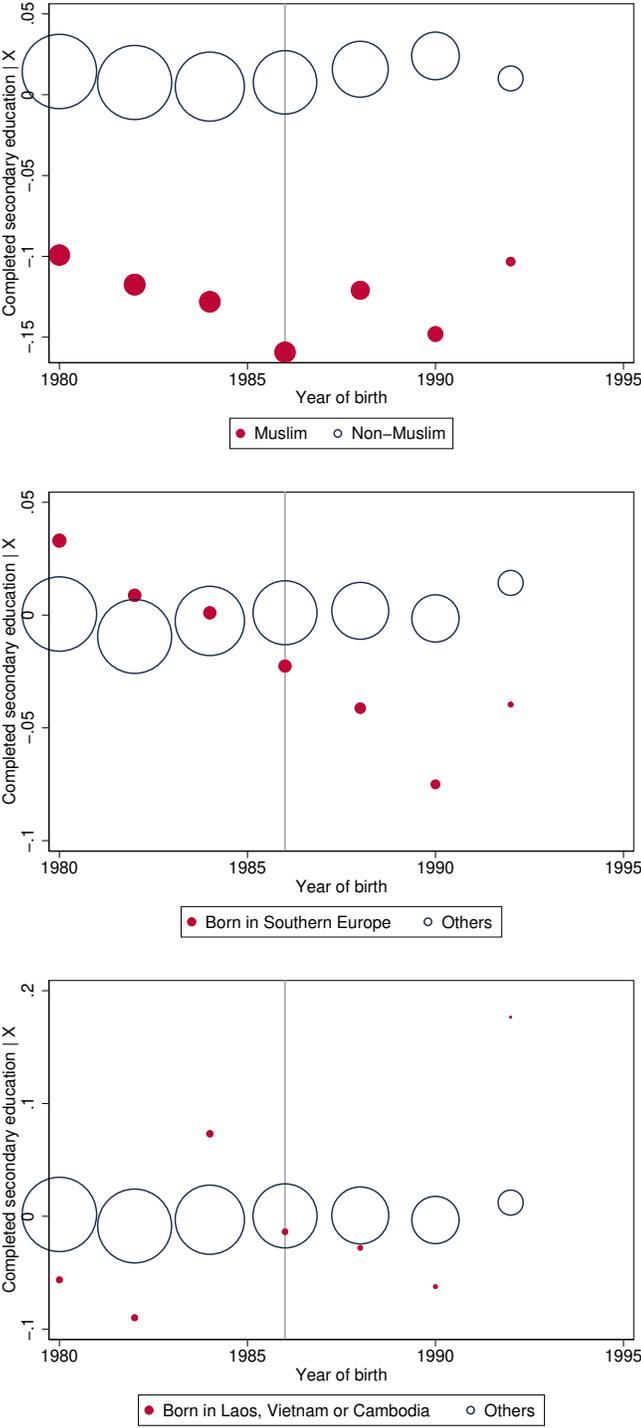 Completed secondary education | X
.05
0
−.05
−.1
−.15
1980 1985 1990 1995
Year of birth
Muslim Non−Muslim
Completed secondary education | X
.05
0
−.05
−.1
1980 1985 1990 1995
Year of birth
Born in Southern Europe Others
Completed secondary education | X
.2
.1
0
−.1
1980 1985 1990 1995
Year of birth
Born in Laos, Vietnam or Cambodia Others